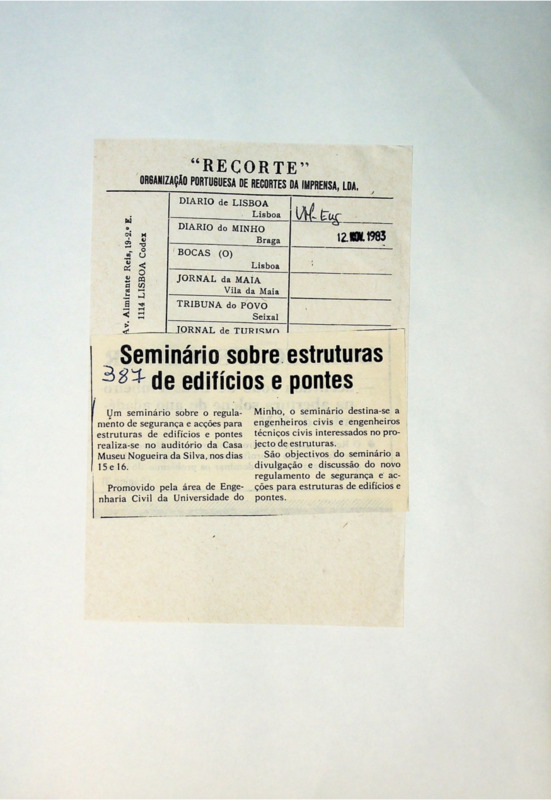 “RECORTE”
ORGANIZAÇÃO PORTUGUESA DE RECORTES DA IMPRENSA, LDA.
Av. Almirante Reis, 19-2.º E.
1114 LISBOA Codex
DIARIO de LISBOA
Lisboa
DIARIO do MINHO
Braga
12. NOV. 1983
BOCAS (O)
Lisboa
JORNAL da MAIA
Vila da Maia
TRIBUNA do POVO
Seixal
JORNAL de TURISMO
Seminário sobre estruturas
387
de edifícios e pontes
Um seminário sobre o regula-
mento de segurança e acções para
estruturas de edifícios e pontes
realiza-se no auditório da Casa
Museu Nogueira da Silva, nos dias
15 e 16.
Promovido pela área de Enge-
nharia Civil da Universidade do
Minho, o seminário destina-se a
engenheiros civis e engenheiros
técniços civis interessados no pro-
jecto de estruturas.
São objectivos do seminário a
divulgação e discussão do novo
regulamento de segurança e ac-
ções para estruturas de edifícios e
pontes.